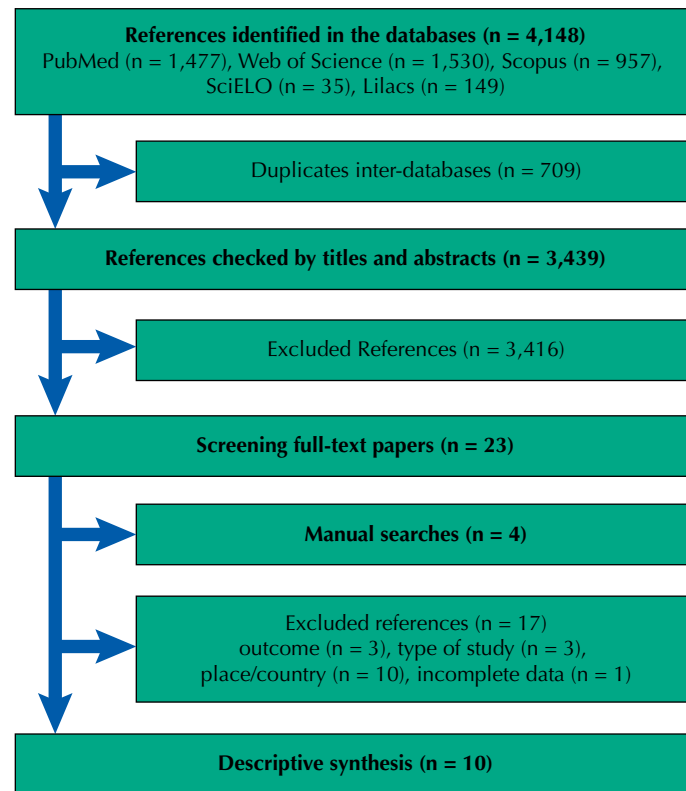 References identified in the databases (n = 4,148)
PubMed (n = 1,477), Web of Science (n = 1,530), Scopus (n = 957),
SciELO (n = 35), Lilacs (n = 149)
Duplicates inter-databases (n = 709)
References checked by titles and abstracts (n = 3,439)
Excluded References (n = 3,416)
Screening full-text papers (n = 23)
Manual searches (n = 4)
Excluded references (n = 17)
outcome (n = 3), type of study (n = 3),
place/country (n = 10), incomplete data (n = 1)
Descriptive synthesis (n = 10)